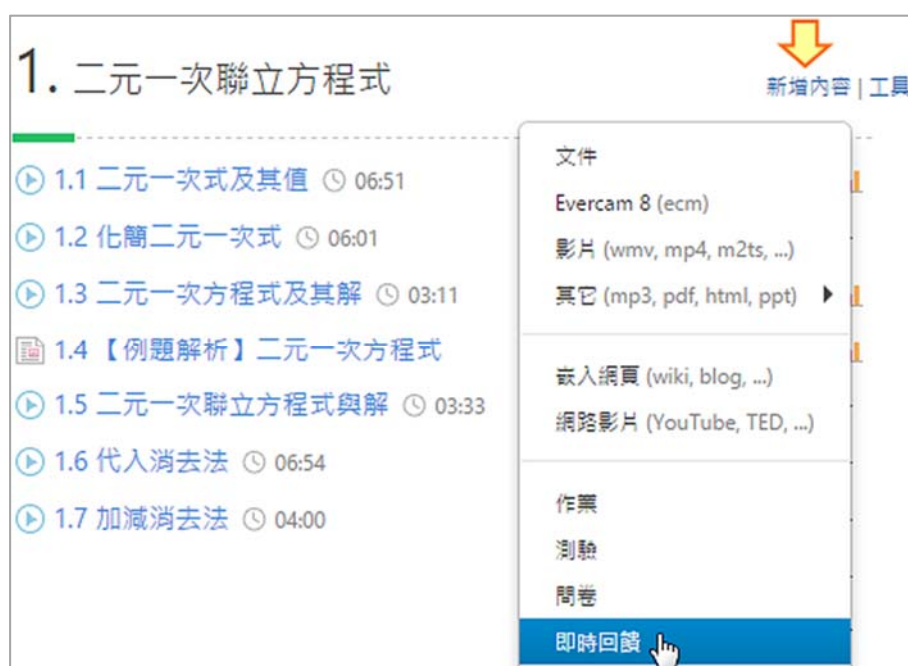 1. 二元一次聯立方程式
新增內容 | 工具
1.1 二元一次式及其值 06:51
1.2 化簡二元一次式 06:01
1.3 二元一次方程式及其解 03:11
1.4 【例題解析】二元一次方程式
1.5 二元一次聯立方程式與解 03:33
1.6 代入消去法 06:54
1.7 加減消去法 04:00
文件
Evercam 8 (ecm)
影片 (wmv, mp4, m2ts, ...)
其它 (mp3, pdf, html, ppt)
嵌入網頁 (wiki, blog, ...)
網路影片 (YouTube, TED, ...)
作業
測驗
問卷
即時回饋